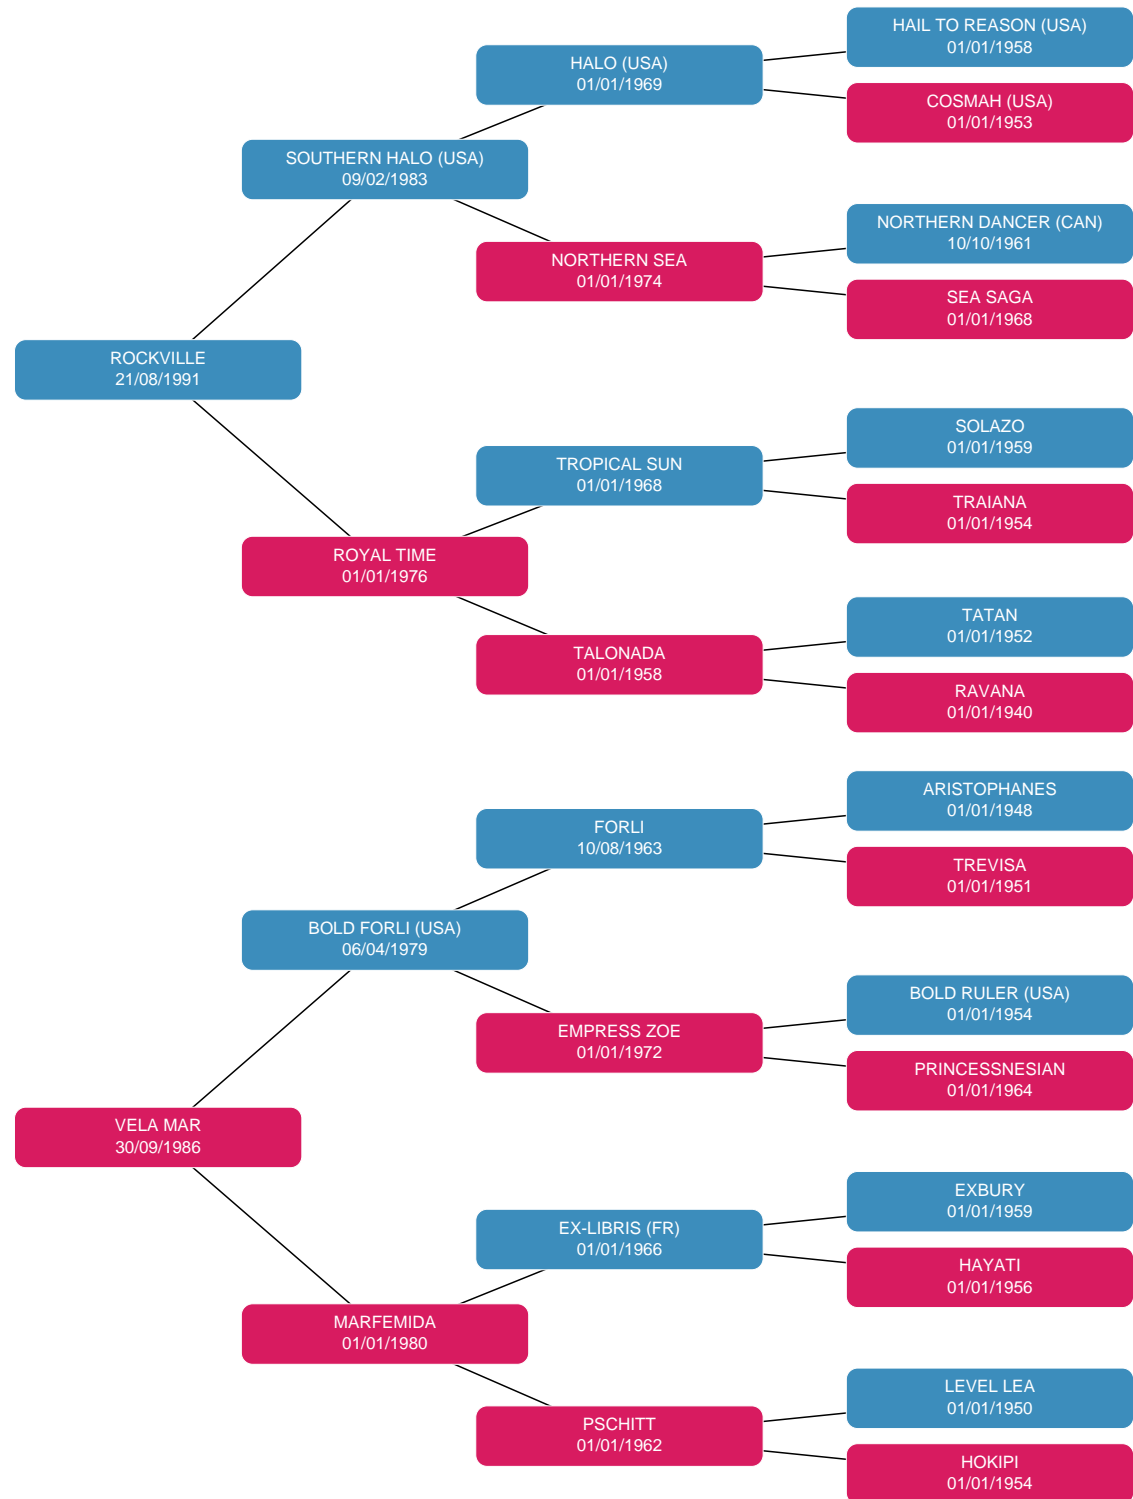 HAIL TO REASON (USA)
01/01/1958
HALO (USA)
01/01/1969
COSMAH (USA)
01/01/1953
SOUTHERN HALO (USA)
09/02/1983
NORTHERN DANCER (CAN)
10/10/1961
NORTHERN SEA
01/01/1974
SEA SAGA
01/01/1968
ROCKVILLE
21/08/1991
SOLAZO
01/01/1959
TROPICAL SUN
01/01/1968
TRAIANA
01/01/1954
ROYAL TIME
01/01/1976
TATAN
01/01/1952
TALONADA
01/01/1958
RAVANA
01/01/1940
ARISTOPHANES
01/01/1948
FORLI
10/08/1963
TREVISA
01/01/1951
BOLD FORLI (USA)
06/04/1979
BOLD RULER (USA)
01/01/1954
EMPRESS ZOE
01/01/1972
PRINCESSNESIAN
01/01/1964
VELA MAR
30/09/1986
EXBURY
01/01/1959
EX-LIBRIS (FR)
01/01/1966
HAYATI
01/01/1956
MARFEMIDA
01/01/1980
LEVEL LEA
01/01/1950
PSCHITT
01/01/1962
HOKIPI
01/01/1954